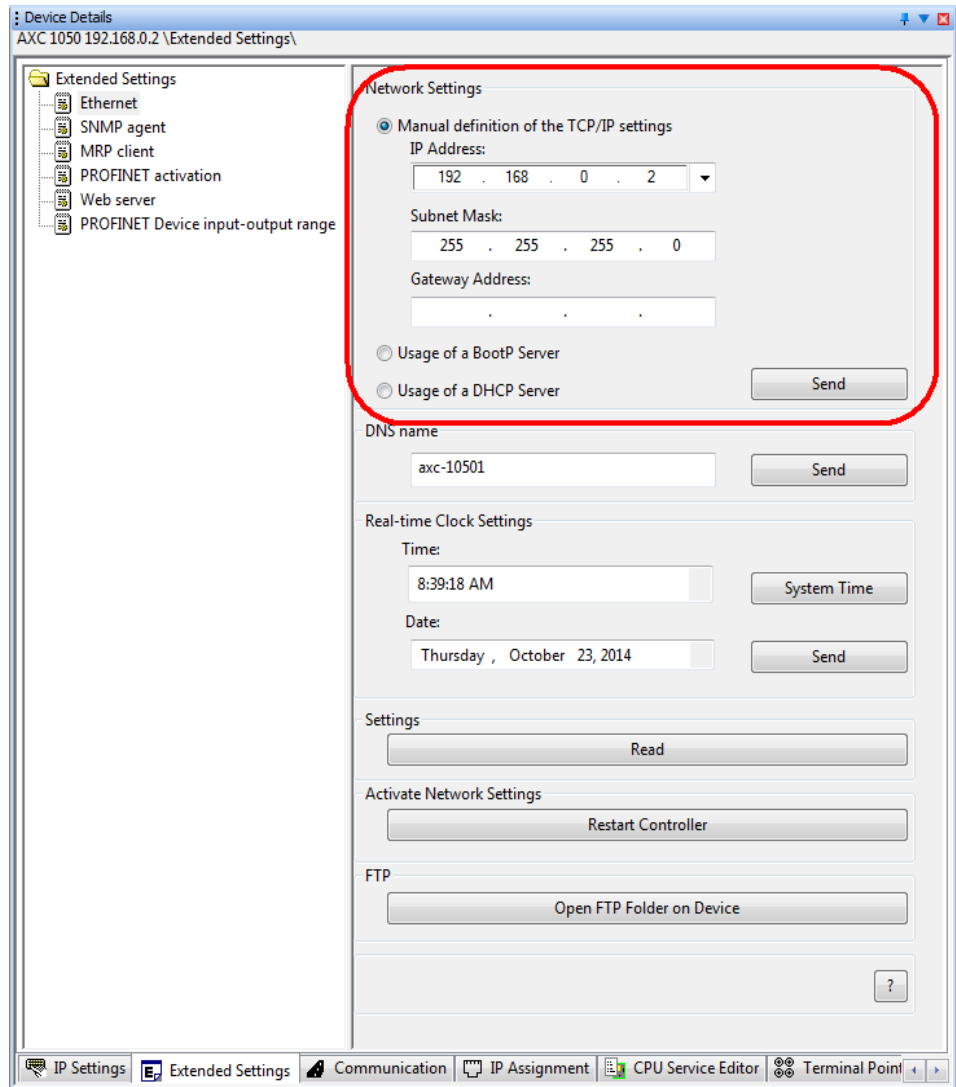 Device Details
AXC 1050 192.168.0.2 \Extended Settings\
Extended Settings
Ethernet
SNMP agent
MRP client
PROFINET activation
Web server
PROFINET Device input-output range
Network Settings
Manual definition of the TCP/IP settings
IP Address:
192 . 168 . 0 . 2
Subnet Mask:
255 . 255 . 255 . 0
Gateway Address:
. . .
Usage of a BootP Server
Usage of a DHCP Server
Send
DNS name
axc-10501
Send
Real-time Clock Settings
Time:
8:39:18 AM
System Time
Date:
Thursday , October 23, 2014
Send
Settings
Read
Activate Network Settings
Restart Controller
FTP
Open FTP Folder on Device
?
IP Settings Extended Settings Communication IP Assignment CPU Service Editor Terminal Point